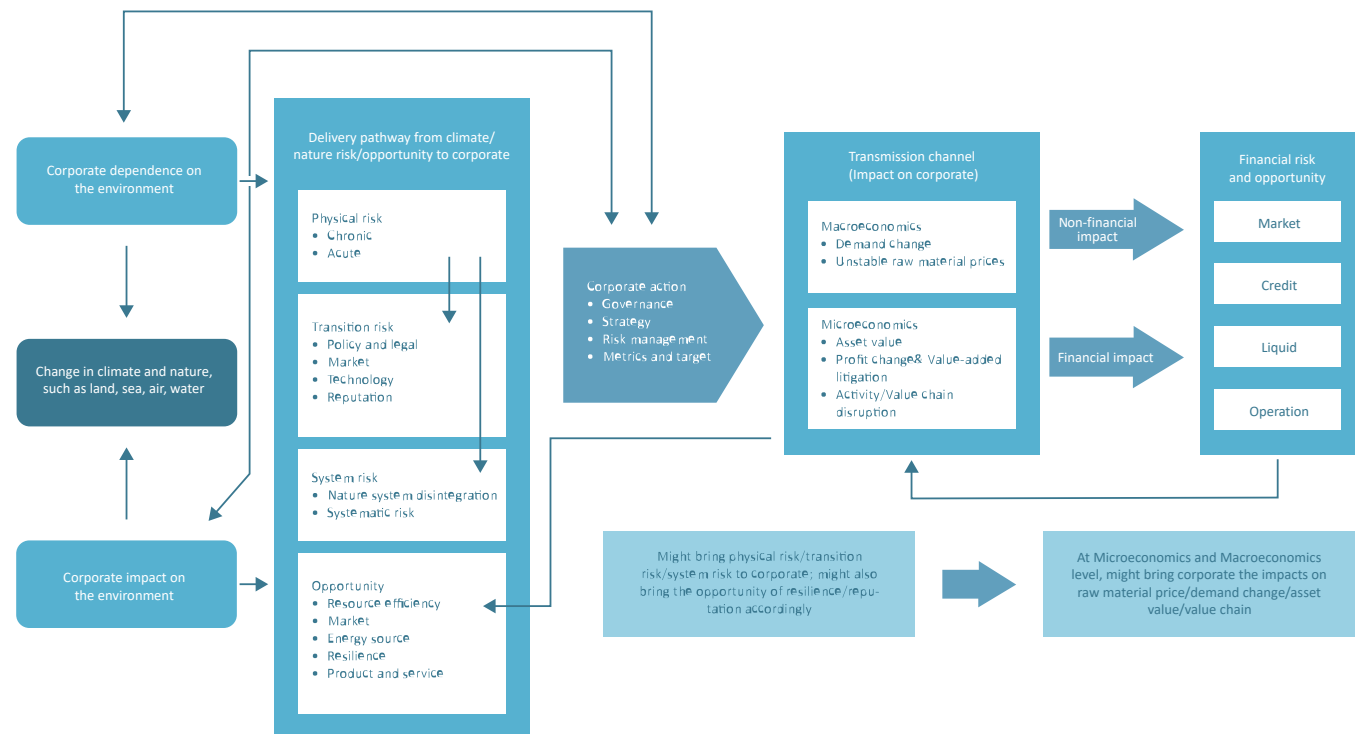 Corporate dependence on
the environment
Change in climate and nature,
such as land, sea, air, water
Corporate impact on
the environment
Delivery pathway from climate/
nature risk/opportunity to corporate
Physical risk
• Chronic
• Acute
Transition risk
• Policy and legal
• Market
• Technology
• Reputation
System risk
• Nature system disintegration
• Systematic risk
Opportunity
• Resource efficiency
• Market
• Energy source
• Resilience
• Product and service
Corporate action
• Governance
• Strategy
• Risk management
• Metrics and target
Transmission channel
(Impact on corporate)
Macroeconomics
• Demand change
• Unstable raw material prices
Microeconomics
• Asset value
• Profit change& Value-added
litigation
• Activity/Value chain
disruption
Non-financial
impact
Financial impact
Financial risk
and opportunity
Market
Credit
Liquid
Operation
Might bring physical risk/transition
risk/system risk to corporate; might also
bring the opportunity of resilience/repu-
tation accordingly
At Microeconomics and Macroeconomics
level, might bring corporate the impacts on
raw material price/demand change/asset
value/value chain